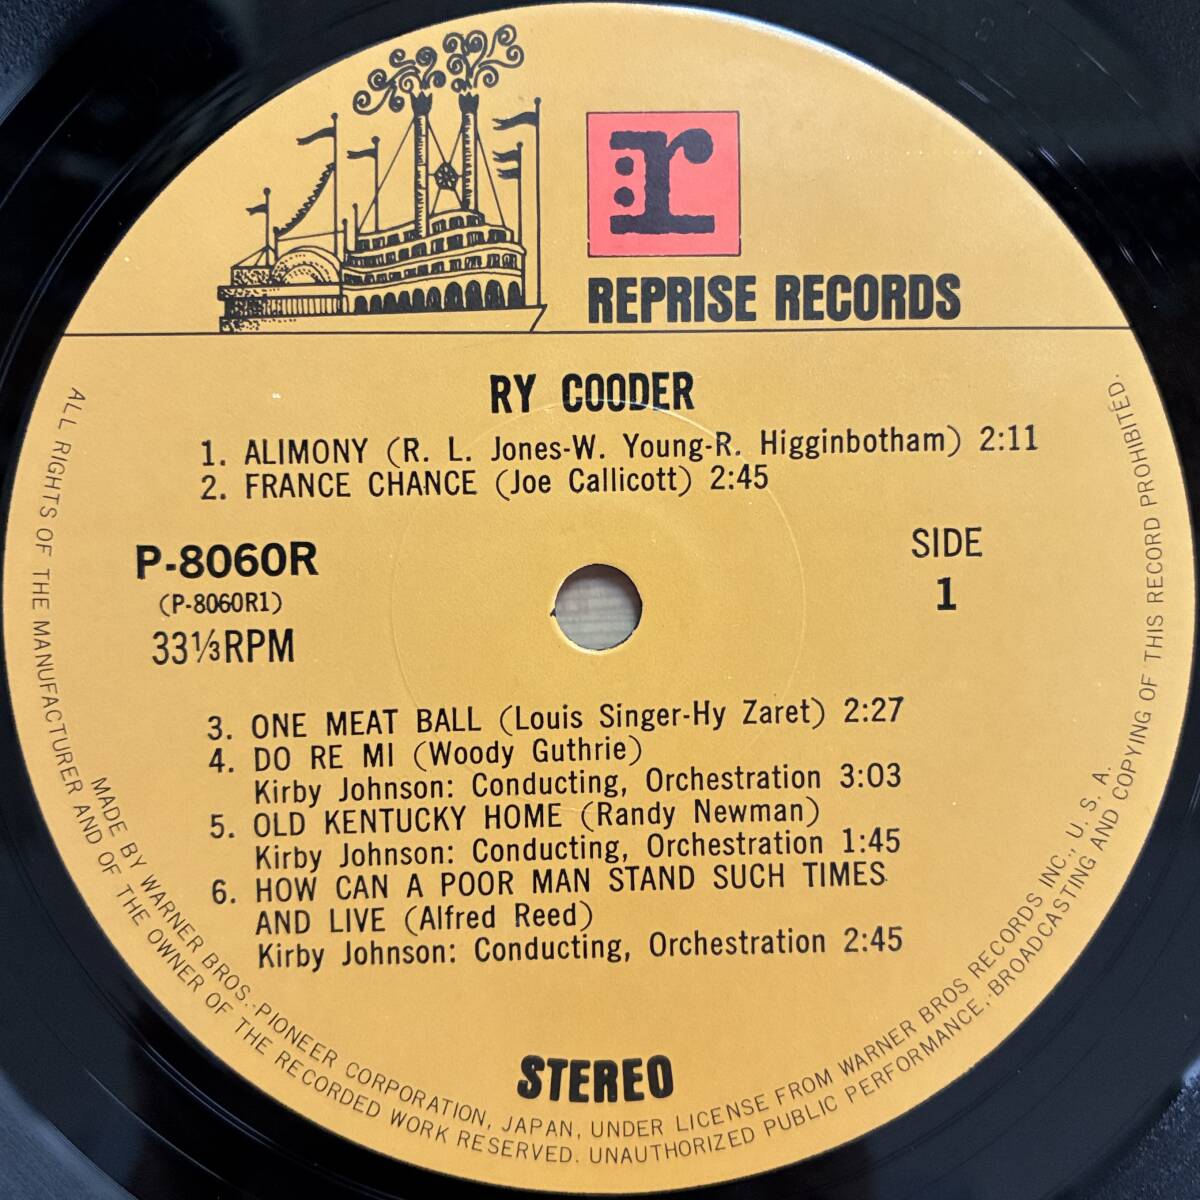 r
REPRISE RECORDS
RY COODER
1. ALIMONY (R. L. Jones-W. Young-R. Higginbotham) 2:11
2. FRANCE CHANCE (Joe Callicott) 2:45
P-8060R
(P-8060R1)
33⅓RPM
SIDE
1
3. ONE MEAT BALL (Louis Singer-Hy Zaret) 2:27
4. DO RE MI (Woody Guthrie)
Kirby Johnson: Conducting, Orchestration 3:03
5. OLD KENTUCKY HOME (Randy Newman)
Kirby Johnson: Conducting, Orchestration 1:45
6. HOW CAN A POOR MAN STAND SUCH TIMES
AND LIVE (Alfred Reed)
Kirby Johnson: Conducting, Orchestration 2:45
STEREO
MADE BY WARNER BROS.-PIONEER CORPORATION, JAPAN, UNDER LICENSE FROM WARNER BROS RECORDS INC., U. S. A.
ALL RIGHTS OF THE MANUFACTURER AND OF THE OWNER OF THE RECORDED WORK RESERVED. UNAUTHORIZED PUBLIC PERFORMANCE, BROADCASTING AND COPYING OF THIS RECORD PROHIBITED.